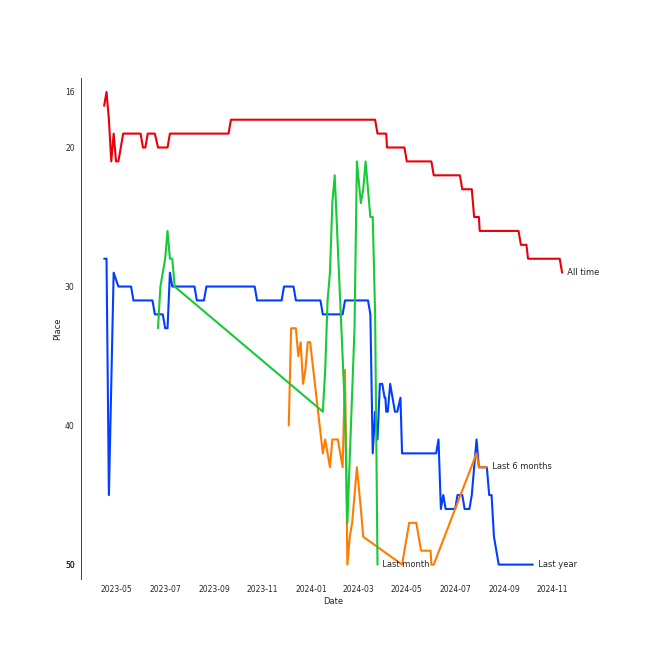 16
20
30
40
50
Place
All time
Last 6 months
Last month
Last year
2023-05
2023-07
2023-09
2023-11
2024-01
2024-03
2024-05
2024-07
2024-09
2024-11
Date